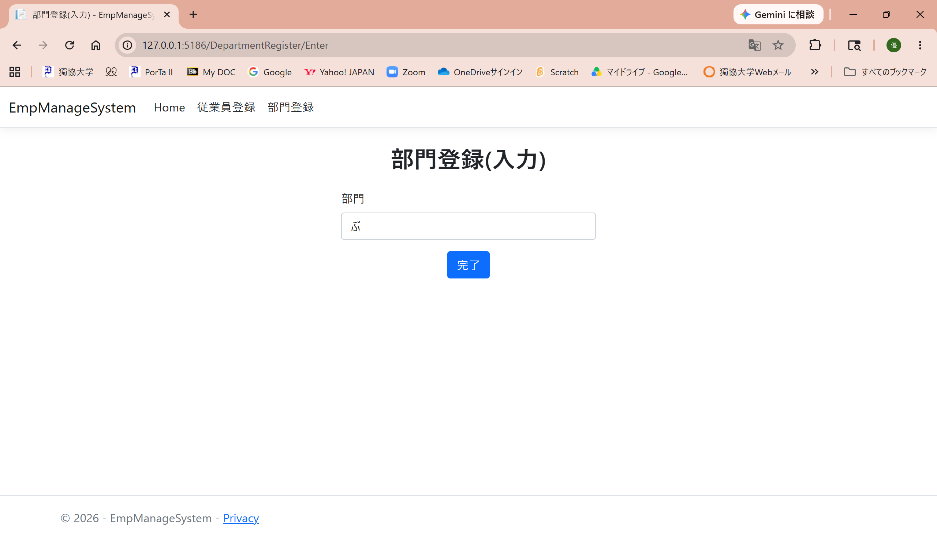 部門登録(入力) - EmpManageSy
Gemini に相談
127.0.0.1:5186/DepartmentRegister/Enter
獨協大学
PorTa II
My DOC
Google
Yahoo! JAPAN
Zoom
OneDriveサインイン
Scratch
マイドライブ - Google...
獨協大学Webメール
»
すべてのブックマーク
EmpManageSystem Home 従業員登録 部門登録
部門登録(入力)
部門
ぶ
完了
© 2026 - EmpManageSystem - Privacy